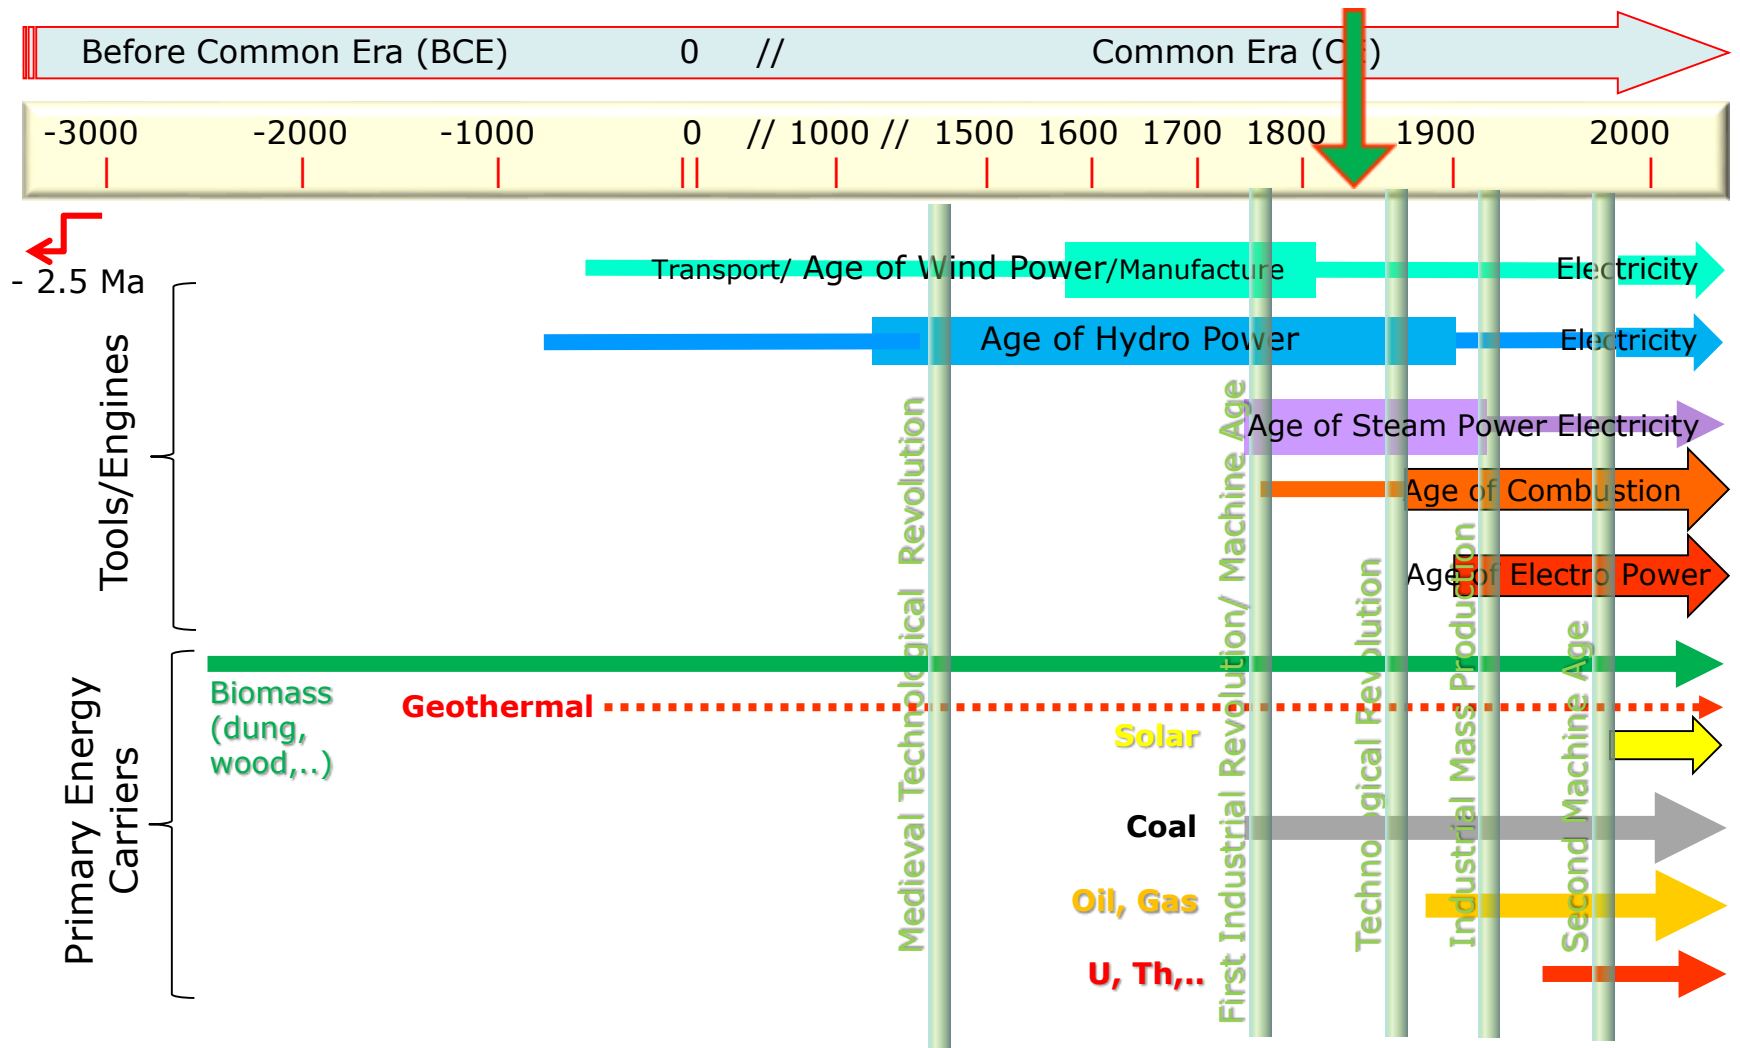 Before Common Era (BCE) 0 // Common Era (CE)
-3000 -2000 -1000 0 // 1000 // 1500 1600 1700 1800 1900 2000
- 2.5 Ma
Tools/Engines
Transport/ Age of Wind Power/Manufacture Electricity
Age of Hydro Power Electricity
Age of Steam Power Electricity
Age of Combustion
Age of Electro Power
Medieval Technological Revolution
First Industrial Revolution/ Machine Age
Technological Revolution
Industrial Mass Production
Second Machine Age
Primary Energy
Carriers
Biomass
(dung,
wood,..)
Geothermal
Solar
Coal
Oil, Gas
U, Th,..